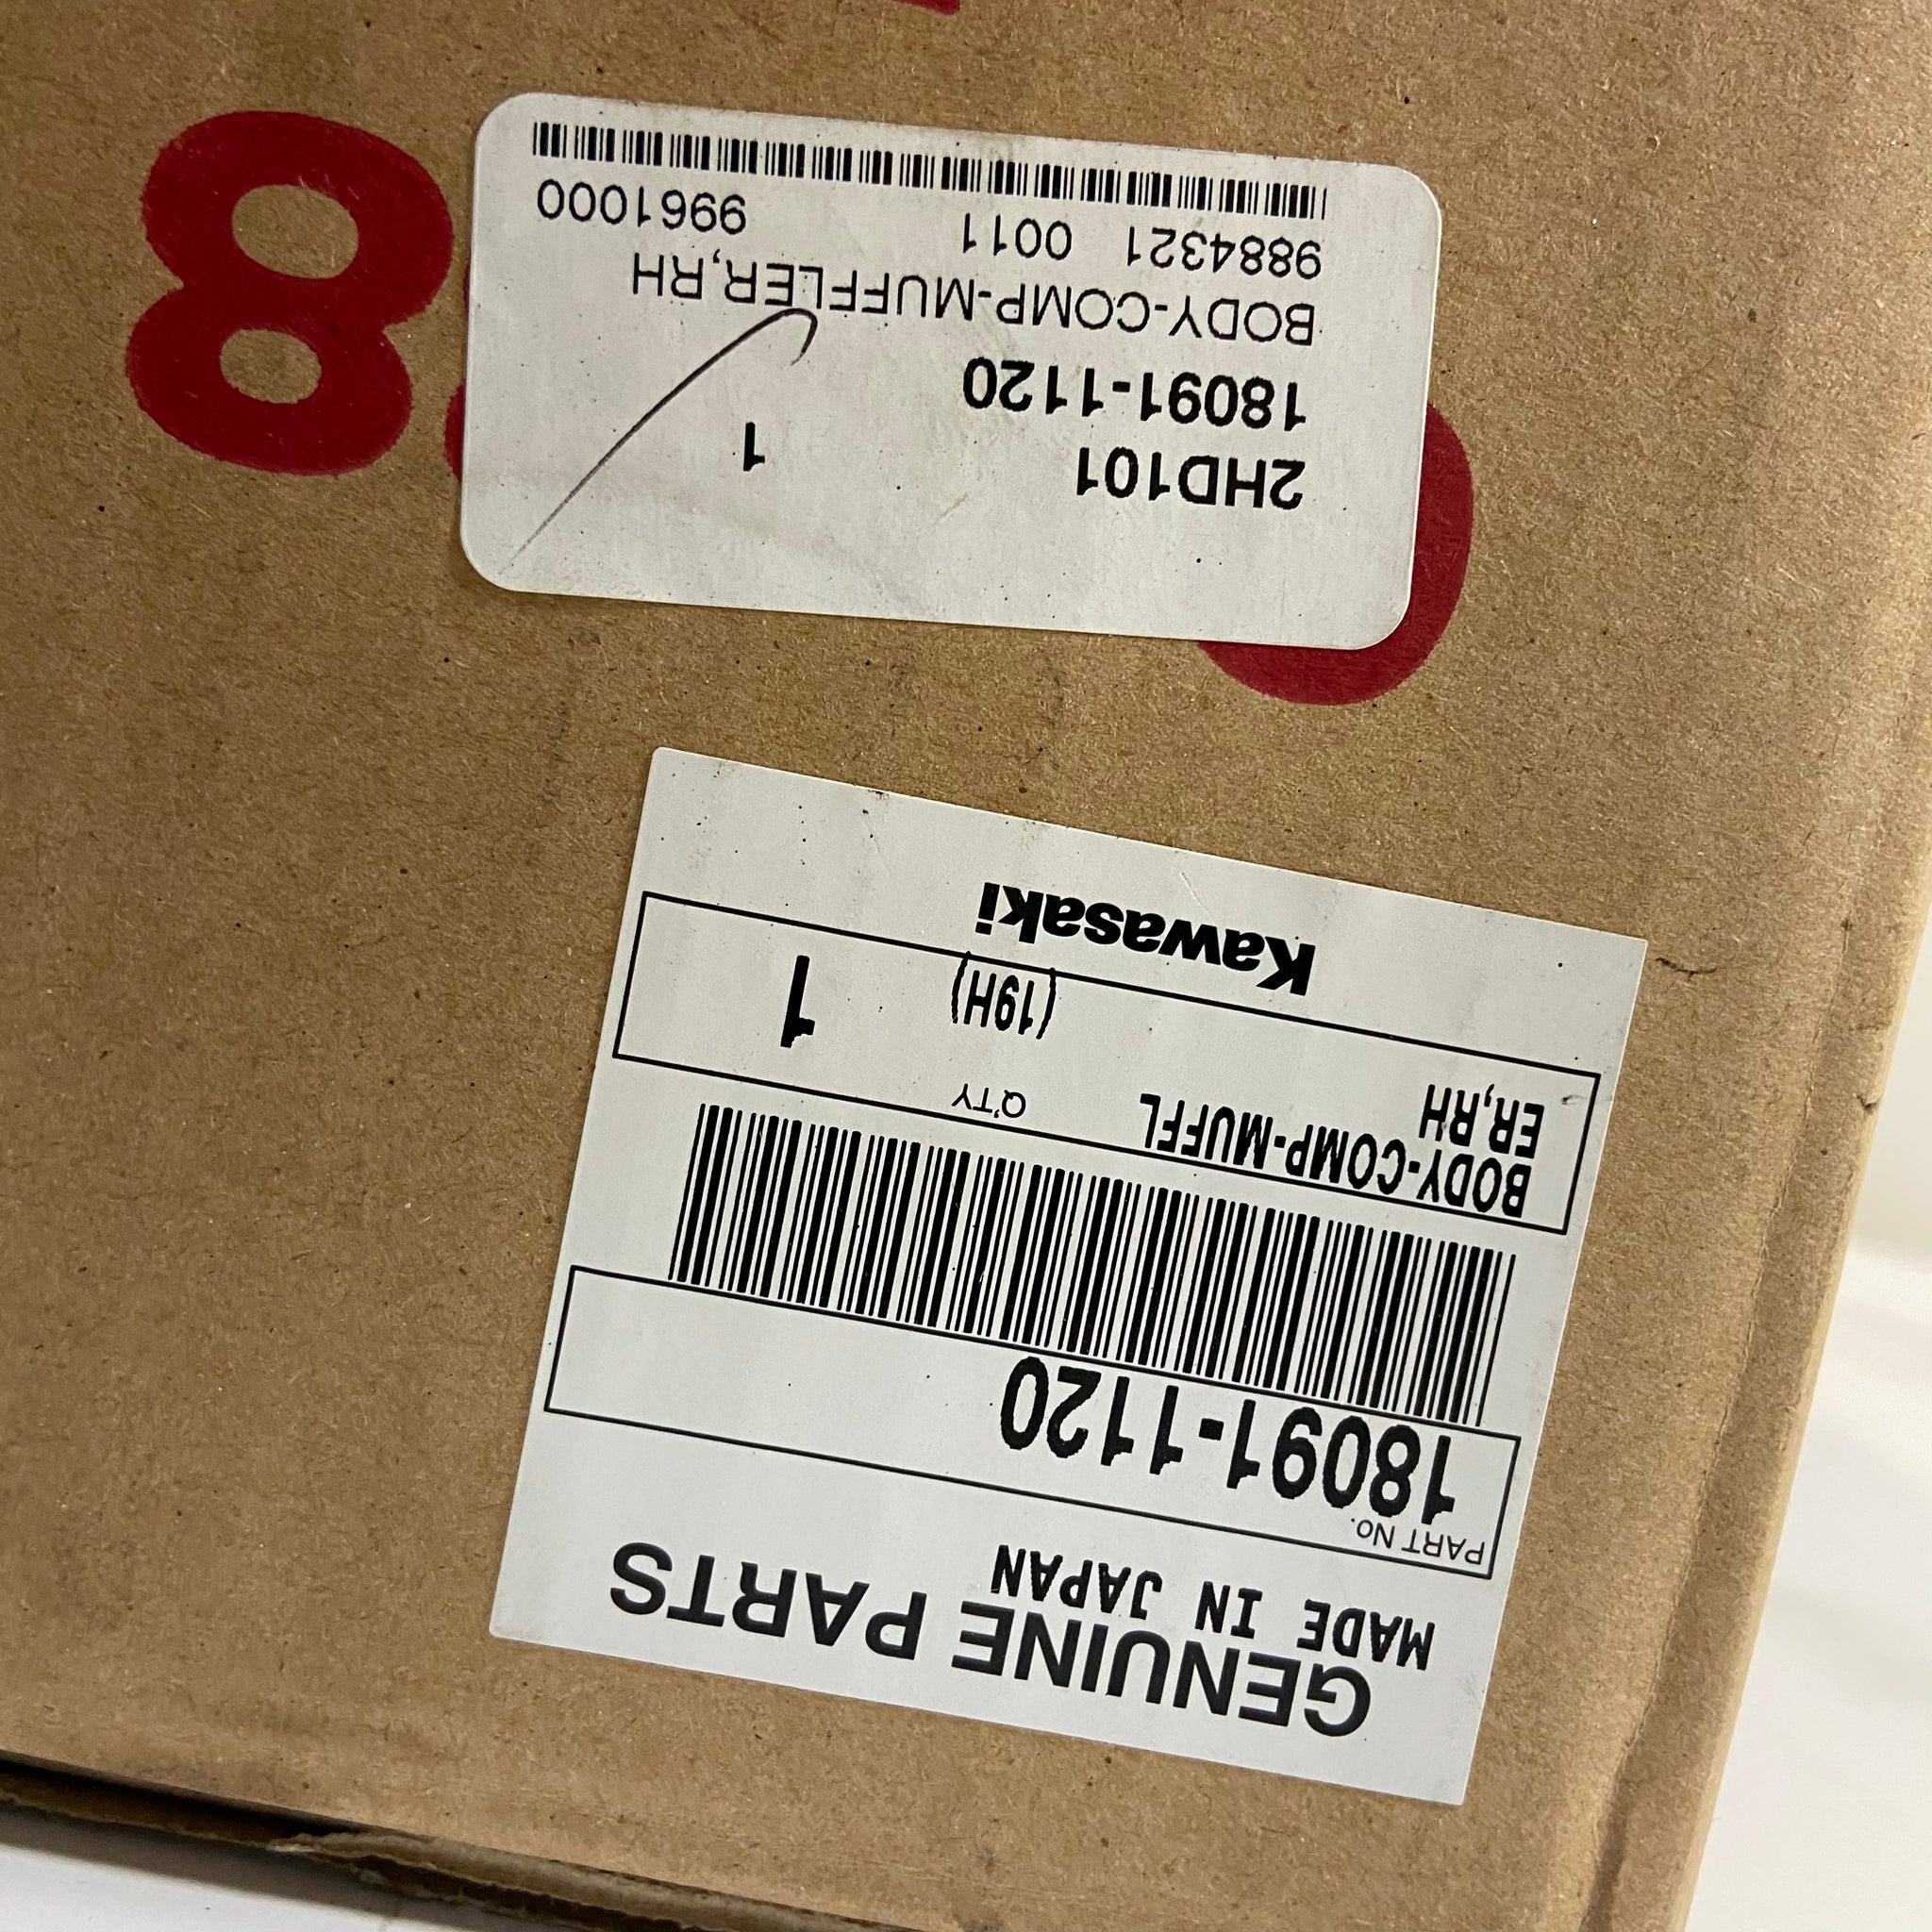 GENUINE PARTS
MADE IN JAPAN
PART No.
18091-1120
BODY-COMP-MUFFL
ER,RH
Q'TY
(19H)
1
Kawasaki
2HD101 1
18091-1120
BODY-COMP-MUFFLER,RH
9884321 0011 9961000
8